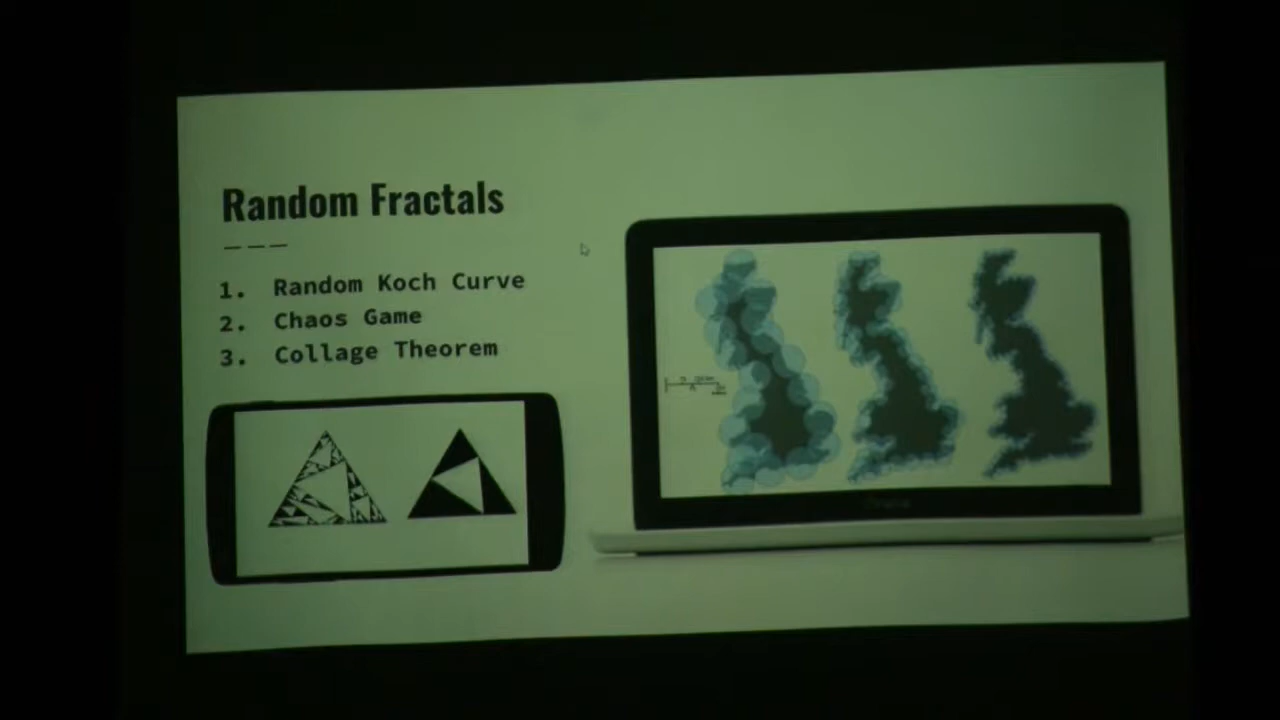 Random Fractals
1. Random Koch Curve
2. Chaos Game
3. Collage Theorem